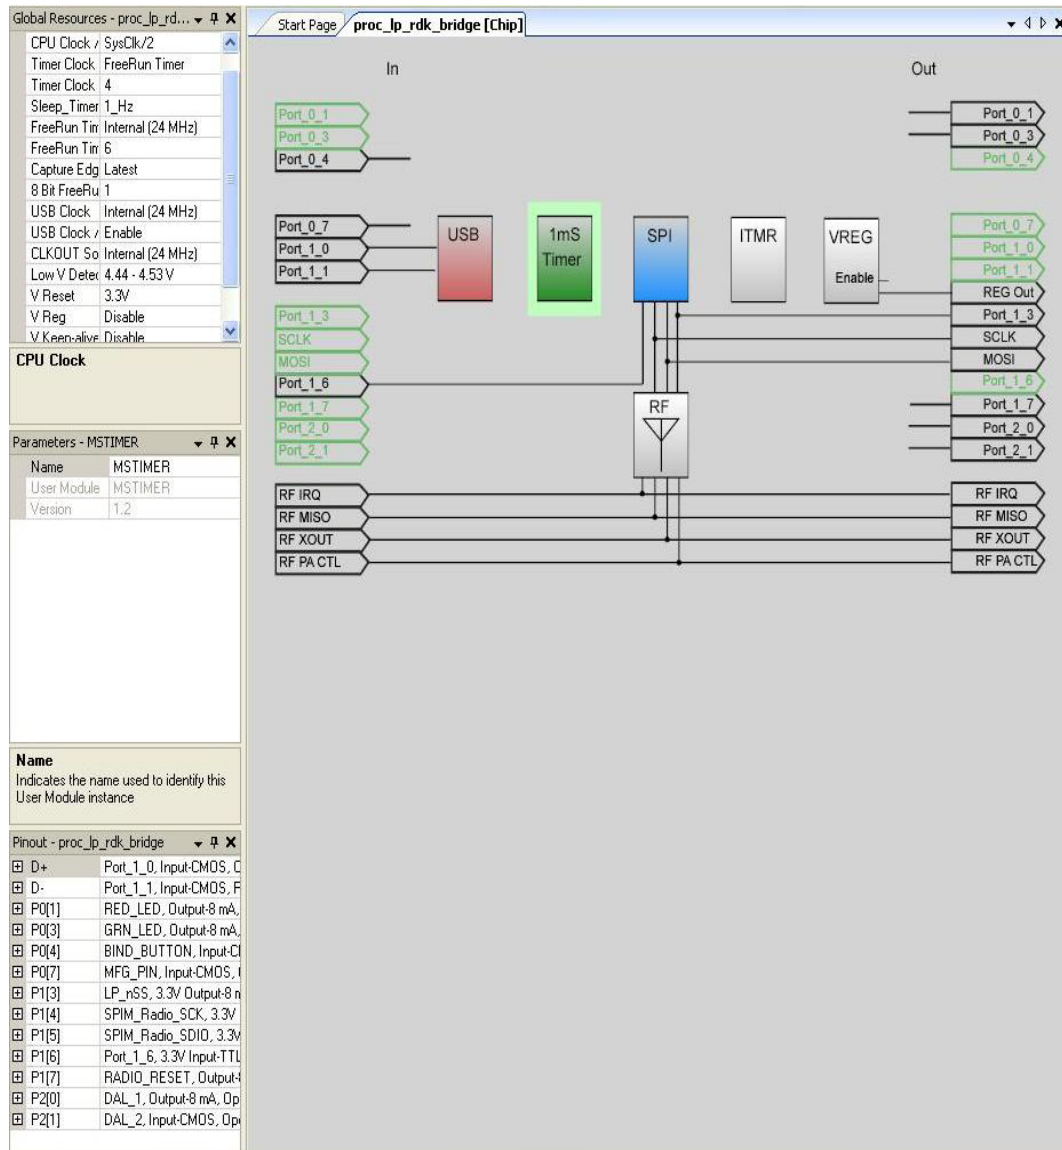 Global Resources - proc_lp_rd...
CPU Clock / SysClk/2
Timer Clock FreeRun Timer
Timer Clock 4
Sleep_Timer 1_Hz
FreeRun Tim Internal (24 MHz)
FreeRun Tim 6
Capture Edg Latest
8 Bit FreeRu 1
USB Clock Internal (24 MHz)
USB Clock / Enable
CLKOUT So Internal (24 MHz)
Low V Detec 4.44 - 4.53 V
V Reset 3.3V
V Reg Disable
V Keep-alive Disable
CPU Clock
Parameters - MSTIMER
Name MSTIMER
User Module MSTIMER
Version 1.2
Name
Indicates the name used to identify this
User Module instance
Pinout - proc_lp_rdk_bridge
D+ Port_1_0, Input-CMOS, C
D- Port_1_1, Input-CMOS, F
P0[1] RED_LED, Output-8 mA,
P0[3] GRN_LED, Output-8 mA,
P0[4] BIND_BUTTON, Input-C
P0[7] MFG_PIN, Input-CMOS,
P1[3] LP_nSS, 3.3V Output-8 m
P1[4] SPIM_Radio_SCK, 3.3V
P1[5] SPIM_Radio_SDIO, 3.3V
P1[6] Port_1_6, 3.3V Input-TTL
P1[7] RADIO_RESET, Output-8
P2[0] DAL_1, Output-8 mA, Op
P2[1] DAL_2, Input-CMOS, Ope
Start Page proc_lp_rdk_bridge [Chip]
In Out
Port_0_1 Port_0_1
Port_0_3 Port_0_3
Port_0_4 Port_0_4
Port_0_7 Port_0_7
Port_1_0 Port_1_0
Port_1_1 Port_1_1
REG Out
USB
1mS
Timer
SPI
ITMR
VREG
Enable
Port_1_3 Port_1_3
SCLK SCLK
MOSI MOSI
Port_1_6 Port_1_6
Port_1_7 Port_1_7
Port_2_0 Port_2_0
Port_2_1 Port_2_1
RF
RF IRQ RF IRQ
RF MISO RF MISO
RF XOUT RF XOUT
RF PA CTL RF PA CTL